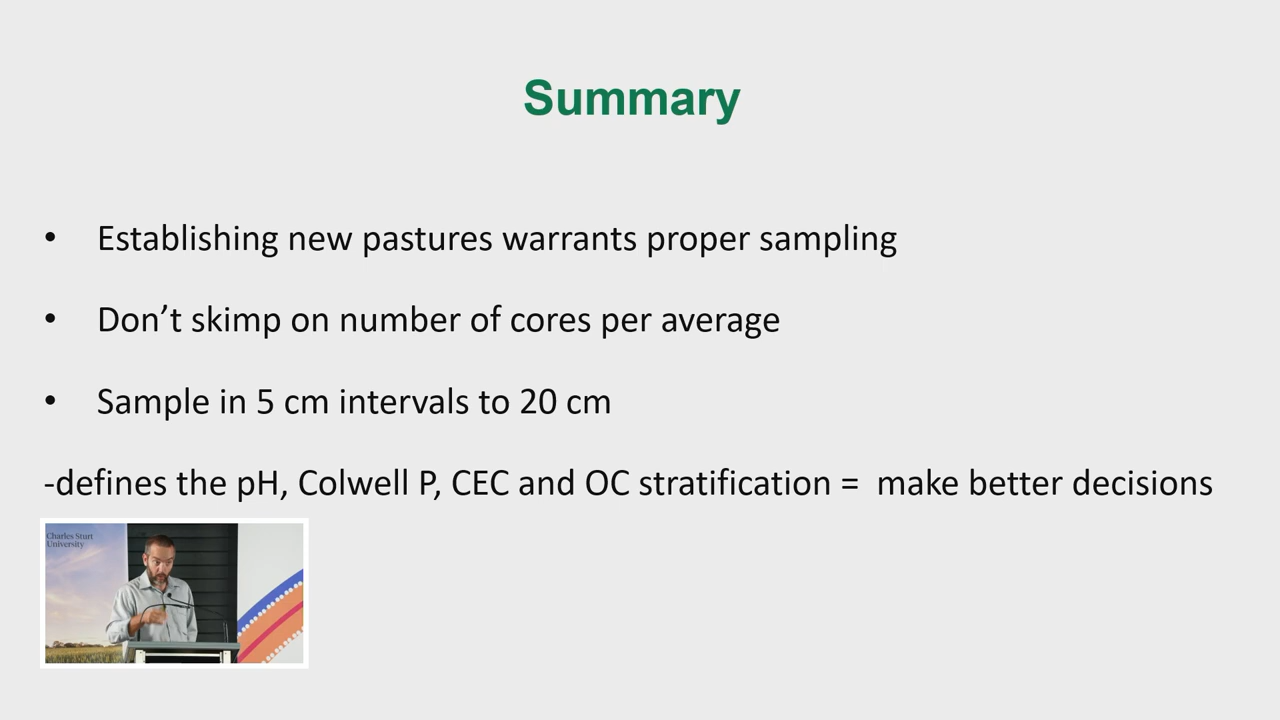 Summary
• Establishing new pastures warrants proper sampling
• Don’t skimp on number of cores per average
• Sample in 5 cm intervals to 20 cm
-defines the pH, Colwell P, CEC and OC stratification =  make better decisions
Charles Sturt
University